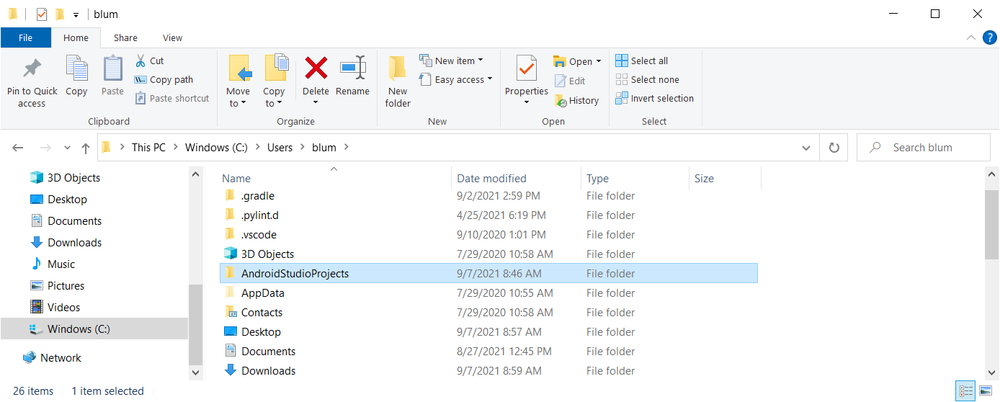 blum
File Home Share View
Pin to Quick access
Copy
Paste
Cut
Copy path
Paste shortcut
Clipboard
Move to
Copy to
Delete
Rename
Organize
New folder
New item
Easy access
New
Properties
Open
Edit
History
Open
Select all
Select none
Invert selection
Select
This PC Windows (C:) Users blum
Search blum
3D Objects
Desktop
Documents
Downloads
Music
Pictures
Videos
Windows (C:)
Network
Name Date modified Type Size
.gradle 9/2/2021 2:59 PM File folder
.pylint.d 4/25/2021 6:19 PM File folder
.vscode 9/10/2020 1:01 PM File folder
3D Objects 7/29/2020 10:58 AM File folder
AndroidStudioProjects 9/7/2021 8:46 AM File folder
AppData 7/29/2020 10:55 AM File folder
Contacts 7/29/2020 10:58 AM File folder
Desktop 9/7/2021 8:57 AM File folder
Documents 8/27/2021 12:45 PM File folder
Downloads 9/7/2021 8:59 AM File folder
26 items 1 item selected